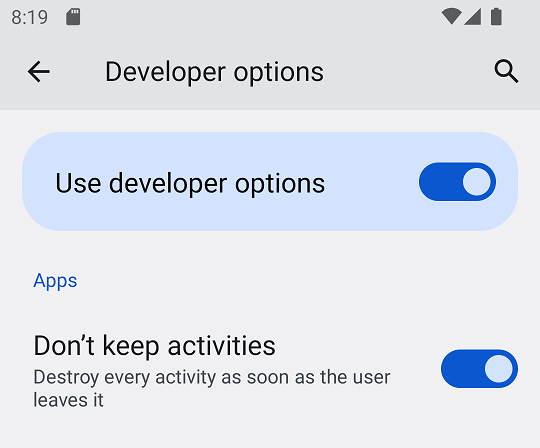 8:19
Developer options
Use developer options
Apps
Don’t keep activities
Destroy every activity as soon as the user
leaves it